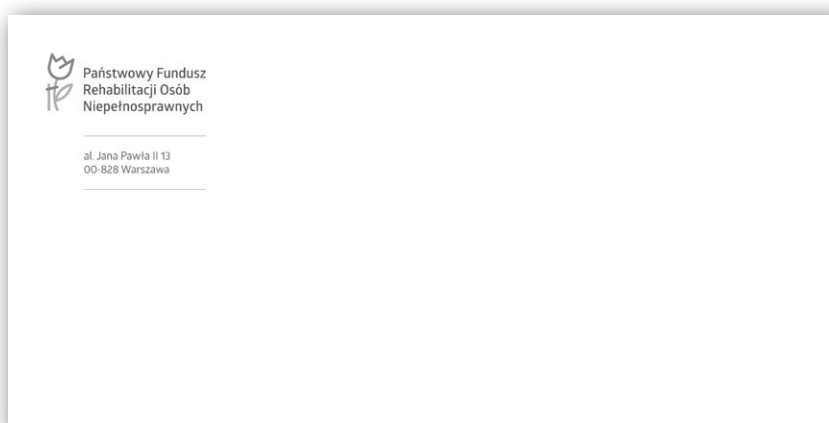 Państwowy Fundusz
Rehabilitacji Osób
Niepełnosprawnych
al. Jana Pawła II 13
00-828 Warszawa